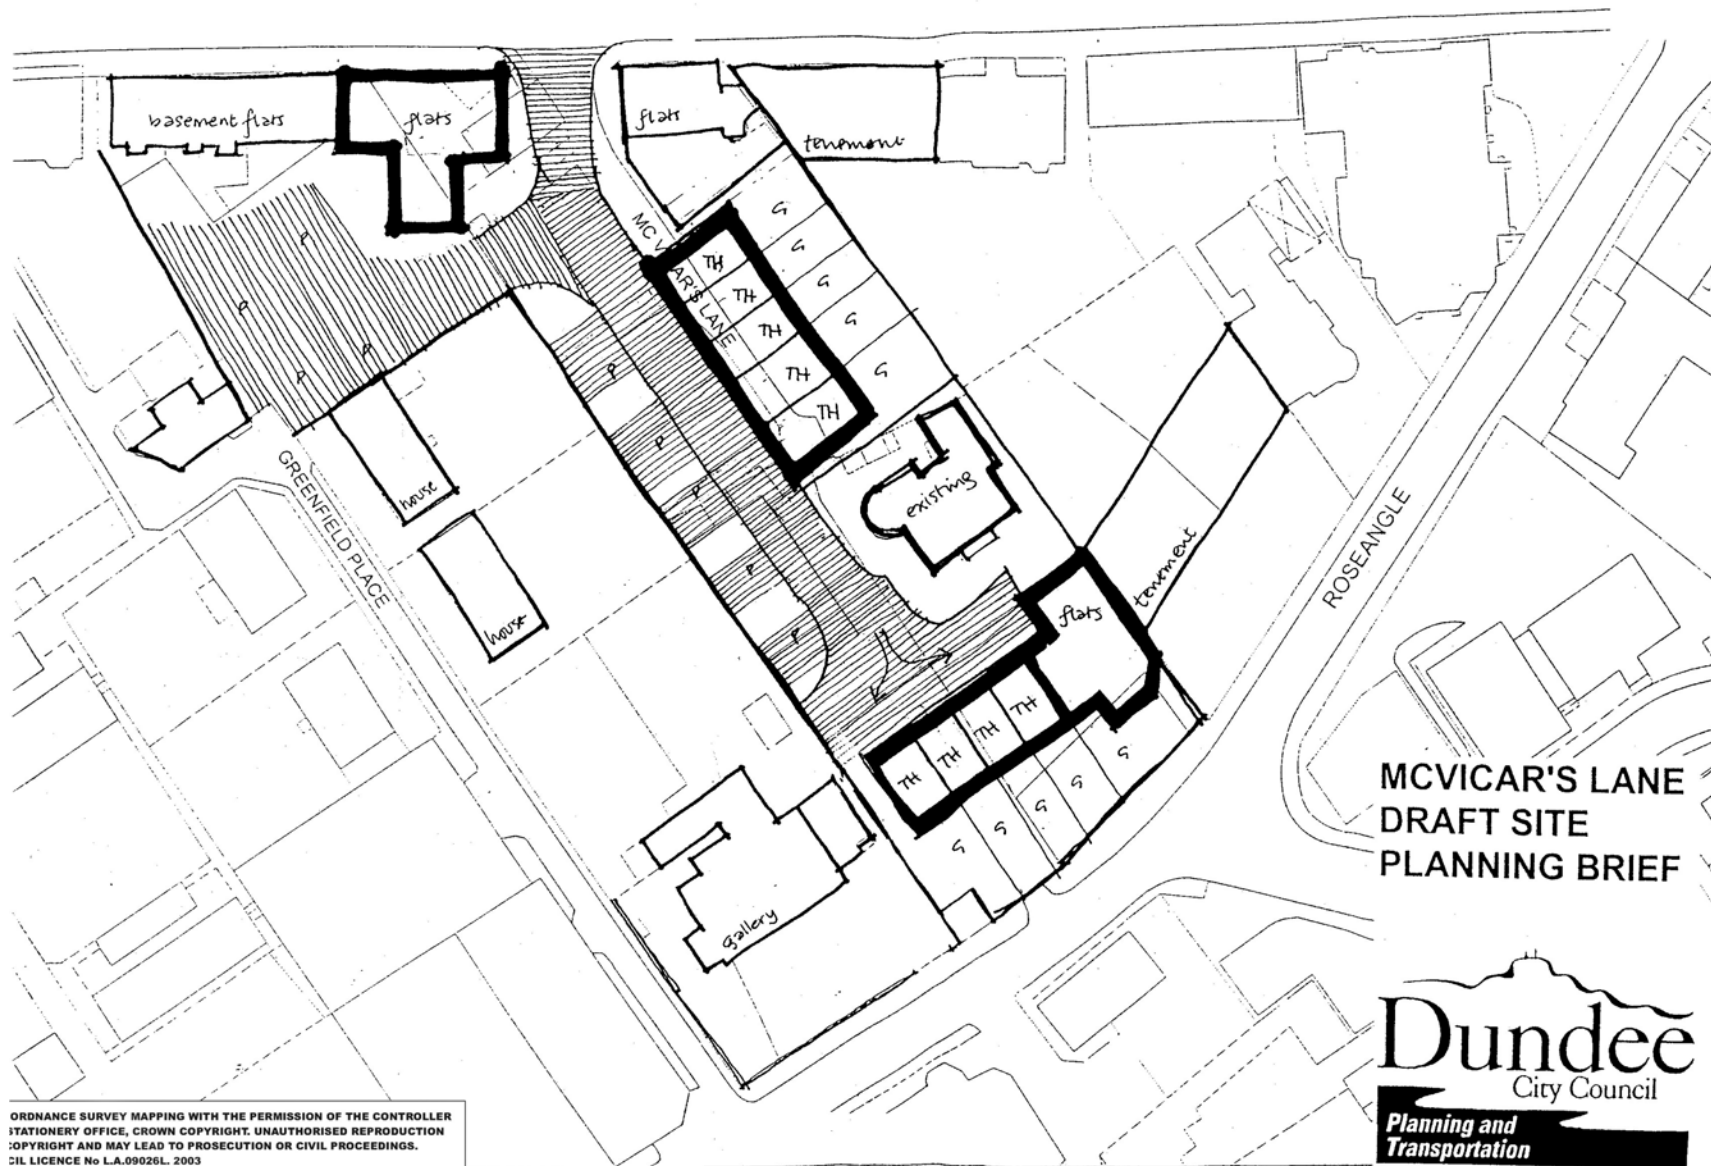 basement flats
flats
flats
tenement
MCVICAR'S LANE
G
G
G
G
G
TH
TH
TH
TH
TH
P
P
P
P
P
P
P
P
P
existing
house
house
GREENFIELD PLACE
ROSEANGLE
tenement
flats
TH
TH
TH
TH
G
G
G
G
G
gallery
MCVICAR'S LANE
DRAFT SITE
PLANNING BRIEF
Dundee
City Council
Planning and
Transportation
ORDNANCE SURVEY MAPPING WITH THE PERMISSION OF THE CONTROLLER
STATIONERY OFFICE, CROWN COPYRIGHT. UNAUTHORISED REPRODUCTION
COPYRIGHT AND MAY LEAD TO PROSECUTION OR CIVIL PROCEEDINGS.
CIL LICENCE No L.A.09026L. 2003